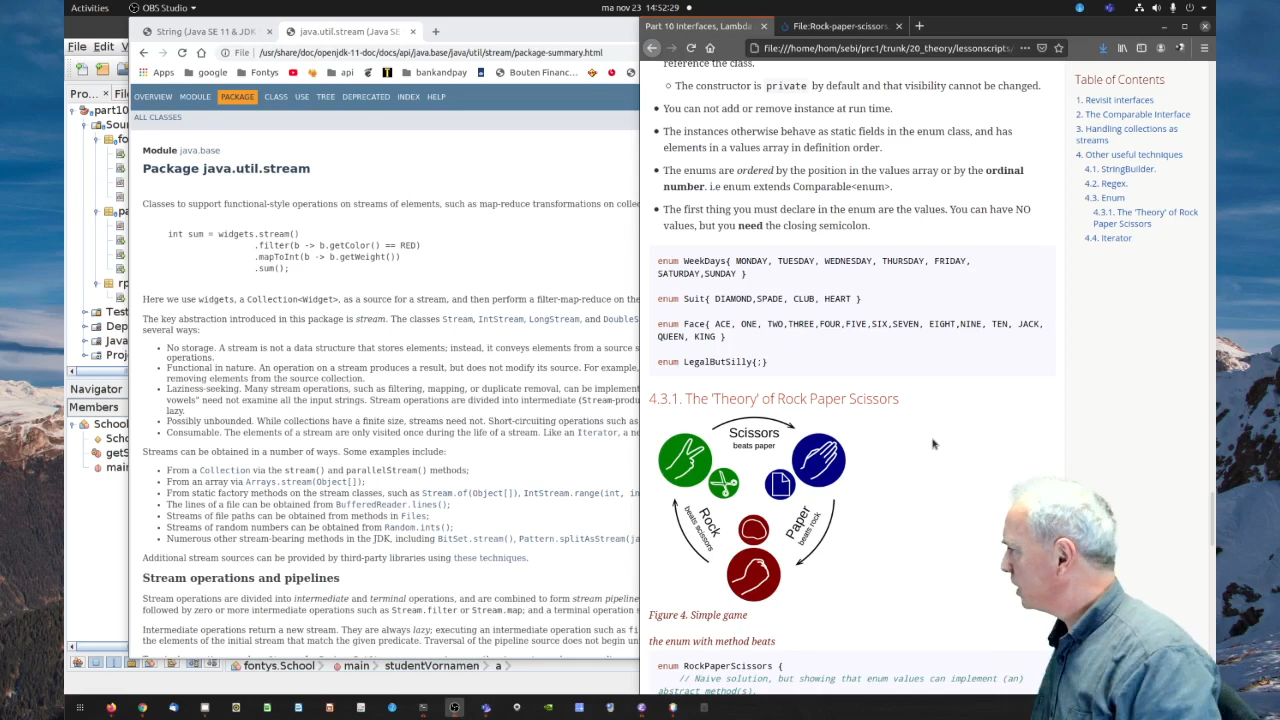 Activities
OBS Studio
ma nov 23 14:52:29
File Edit
Pro...
part10
Sour
fo
pa
rp
Test
Depe
Java
Proje
Navigator
Members
School
Scho
getS
main
String (Java SE 11 & JDK
java.util.stream (Java SE
File | /usr/share/doc/openjdk-11-doc/docs/api/java.base/java/util/stream/package-summary.html
Apps google Fontys api bankandpay Bouten Financ...
OVERVIEW MODULE PACKAGE CLASS USE TREE DEPRECATED INDEX HELP
ALL CLASSES
Module java.base
Package java.util.stream
Classes to support functional-style operations on streams of elements, such as map-reduce transformations on collec
int sum = widgets.stream()
.filter(b -> b.getColor() == RED)
.mapToInt(b -> b.getWeight())
.sum();
Here we use widgets, a Collection<Widget>, as a source for a stream, and then perform a filter-map-reduce on the
The key abstraction introduced in this package is stream. The classes Stream, IntStream, LongStream, and DoubleS
several ways:
• No storage. A stream is not a data structure that stores elements; instead, it conveys elements from a source s
operations.
• Functional in nature. An operation on a stream produces a result, but does not modify its source. For example,
removing elements from the source collection.
• Laziness-seeking. Many stream operations, such as filtering, mapping, or duplicate removal, can be implement
vowels" need not examine all the input strings. Stream operations are divided into intermediate (Stream-produ
lazy.
• Possibly unbounded. While collections have a finite size, streams need not. Short-circuiting operations such as
• Consumable. The elements of a stream are only visited once during the life of a stream. Like an Iterator, a ne
Streams can be obtained in a number of ways. Some examples include:
• From a Collection via the stream() and parallelStream() methods;
• From an array via Arrays.stream(Object[]);
• From static factory methods on the stream classes, such as Stream.of(Object[]), IntStream.range(int, in
• The lines of a file can be obtained from BufferedReader.lines();
• Streams of file paths can be obtained from methods in Files;
• Streams of random numbers can be obtained from Random.ints();
• Numerous other stream-bearing methods in the JDK, including BitSet.stream(), Pattern.splitAsStream(ja
Additional stream sources can be provided by third-party libraries using these techniques.
Stream operations and pipelines
Stream operations are divided into intermediate and terminal operations, and are combined to form stream pipeline
followed by zero or more intermediate operations such as Stream.filter or Stream.map; and a terminal operation s
Intermediate operations return a new stream. They are always lazy; executing an intermediate operation such as fi
the elements of the initial stream that match the given predicate. Traversal of the pipeline source does not begin un
fontys.School main studentVornamen a
Part 10 Interfaces, Lambda
File:Rock-paper-scissors.
file:///home/hom/sebi/prc1/trunk/20_theory/lessonscripts/
reference the class.
The constructor is private by default and that visibility cannot be changed.
• You can not add or remove instance at run time.
• The instances otherwise behave as static fields in the enum class, and has
elements in a values array in definition order.
• The enums are ordered by the position in the values array or by the ordinal
number. i.e enum extends Comparable<enum>.
• The first thing you must declare in the enum are the values. You can have NO
values, but you need the closing semicolon.
enum WeekDays{ MONDAY, TUESDAY, WEDNESDAY, THURSDAY, FRIDAY,
SATURDAY,SUNDAY }
enum Suit{ DIAMOND,SPADE, CLUB, HEART }
enum Face{ ACE, ONE, TWO,THREE,FOUR,FIVE,SIX,SEVEN, EIGHT,NINE, TEN, JACK,
QUEEN, KING }
enum LegalButSilly{;}
4.3.1. The 'Theory' of Rock Paper Scissors
Scissors
beats paper
Rock
beats scissors
Paper
beats rock
Figure 4. Simple game
the enum with method beats
enum RockPaperScissors {
// Naive solution, but showing that enum values can implement (an)
abstract method(s).
Table of Contents
1. Revisit interfaces
2. The Comparable Interface
3. Handling collections as
streams
4. Other useful techniques
4.1. StringBuilder.
4.2. Regex.
4.3. Enum
4.3.1. The 'Theory' of Rock
Paper Scissors
4.4. Iterator